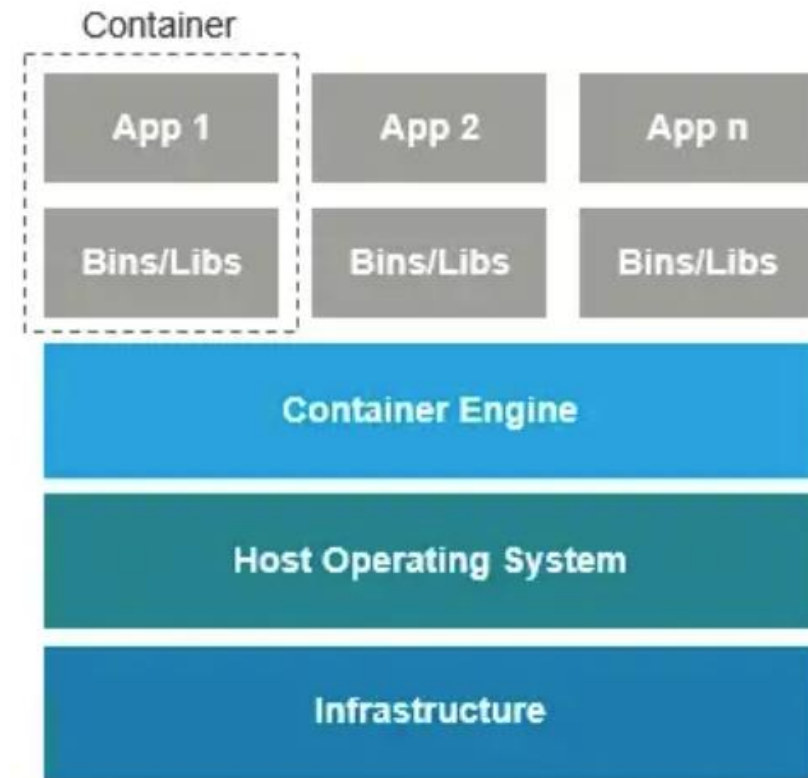 Container
App 1
App 2
App n
Bins/Libs
Bins/Libs
Bins/Libs
Container Engine
Host Operating System
Infrastructure